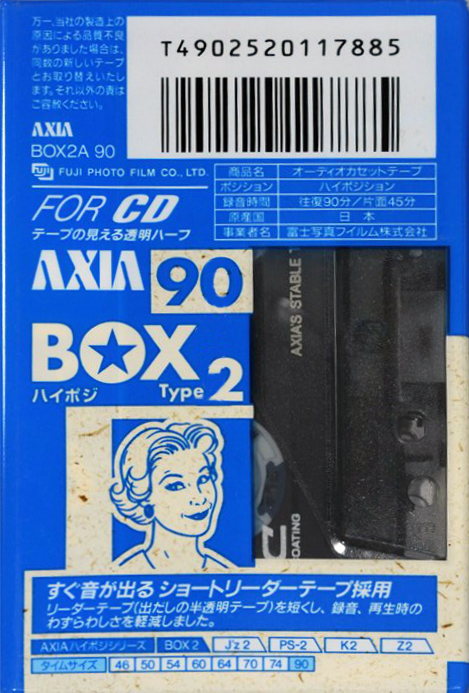 万一、当社の製造上の
原因による品質不良
がありました場合は、
同数の新しいテープ
とお取り替えいたし
ます。それ以外の責は
ご容赦ください。
T4902520117885
AXIA
BOX2A 90
FUJI FUJI PHOTO FILM CO., LTD.
商品名 オーディオカセットテープ
ポジション ハイポジション
録音時間 往復90分/片面45分
原産国 日本
事業者名 富士写真フイルム株式会社
FOR CD
テープの見える透明ハーフ
AXIA 90
BOX
ハイポジ Type 2
AXIA'S STABLE T
OATING
すぐ音が出る ショートリーダーテープ採用
リーダーテープ(出だしの半透明テープ)を短くし、録音、再生時の
わずらわしさを軽減しました。
AXIAハイポジシリーズ BOX 2 J'z 2 PS-2 K2 Z2
タイムサイズ 46 50 54 60 64 70 74 90